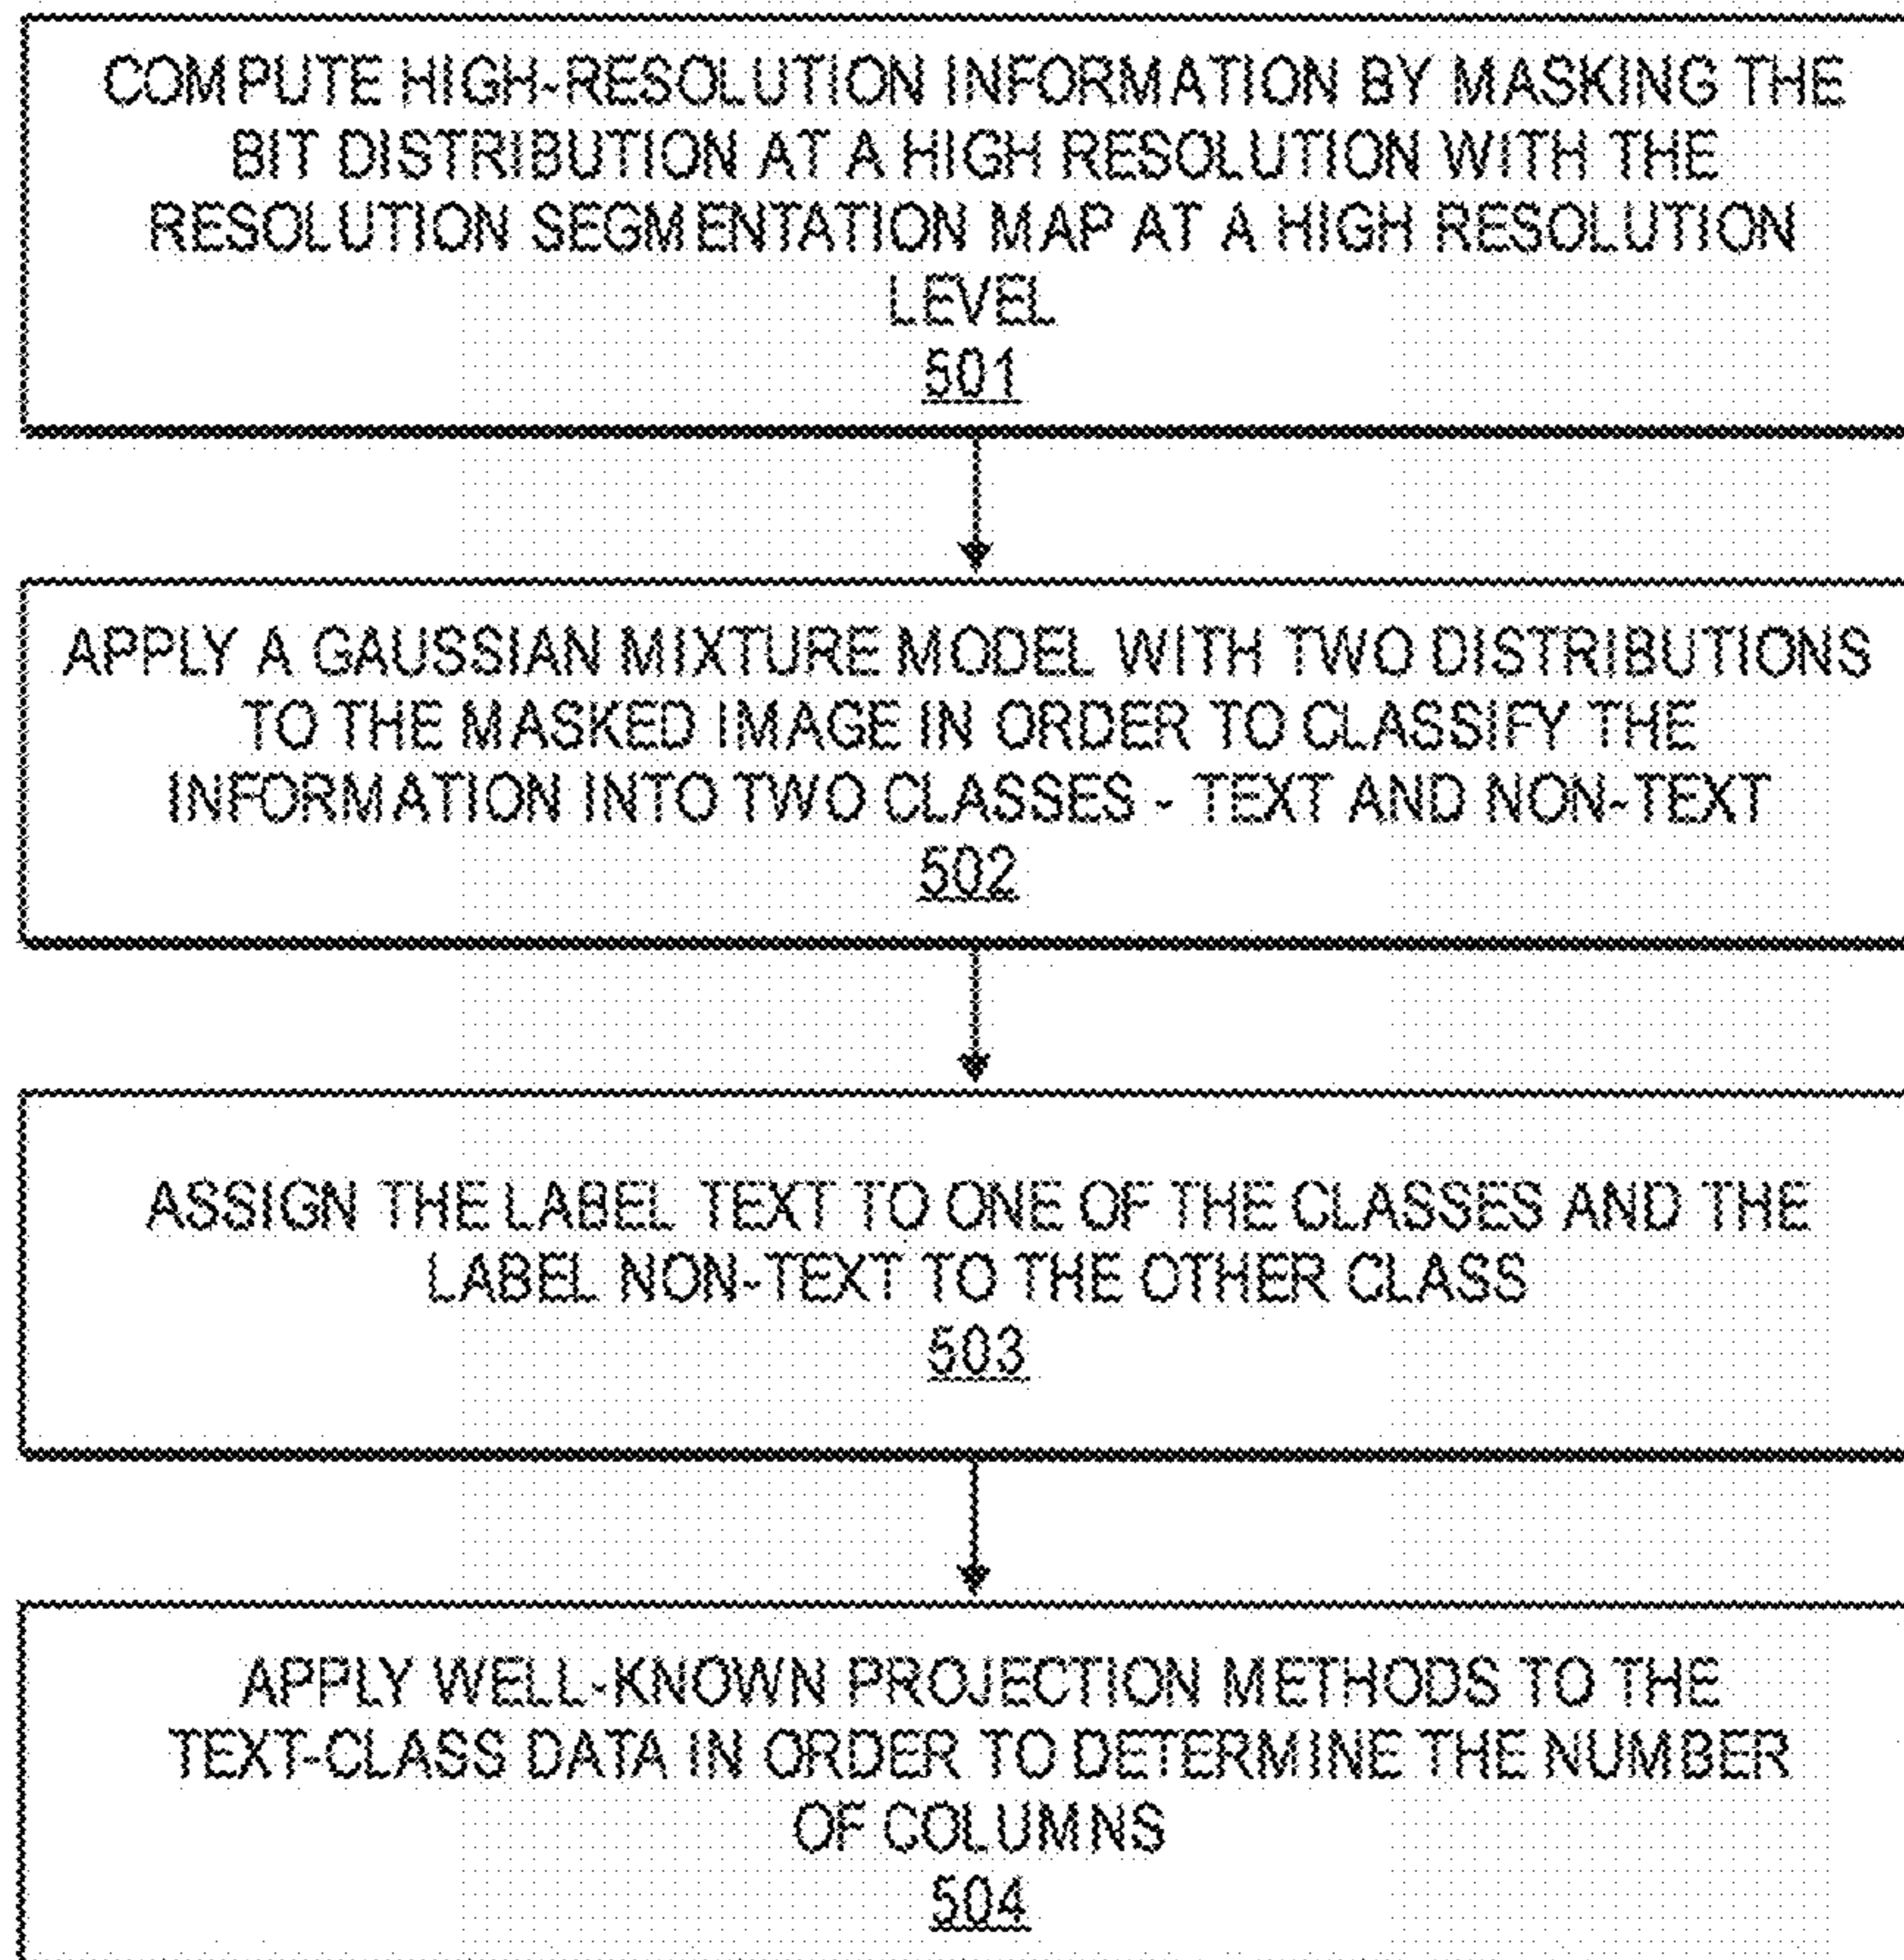 COMPUTE HIGH-RESOLUTION INFORMATION BY MASKING THE
BIT DISTRIBUTION AT A HIGH RESOLUTION WITH THE
RESOLUTION SEGMENTATION MAP AT A HIGH RESOLUTION
LEVEL
501
APPLY A GAUSSIAN MIXTURE MODEL WITH TWO DISTRIBUTIONS
TO THE MASKED IMAGE IN ORDER TO CLASSIFY THE
INFORMATION INTO TWO CLASSES - TEXT AND NON-TEXT
502
ASSIGN THE LABEL TEXT TO ONE OF THE CLASSES AND THE
LABEL NON-TEXT TO THE OTHER CLASS
503
APPLY WELL-KNOWN PROJECTION METHODS TO THE
TEXT-CLASS DATA IN ORDER TO DETERMINE THE NUMBER
OF COLUMNS
504